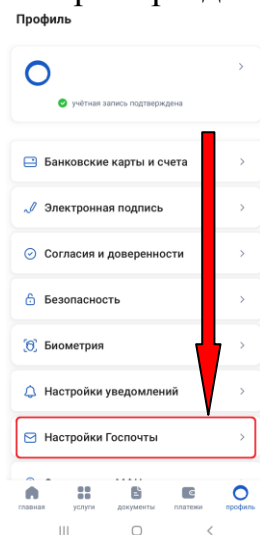 Профиль
учётная запись подтверждена
Банковские карты и счета
Электронная подпись
Согласия и доверенности
Безопасность
Биометрия
Настройки уведомлений
Настройки Госпочты
главная услуги документы платежи профиль